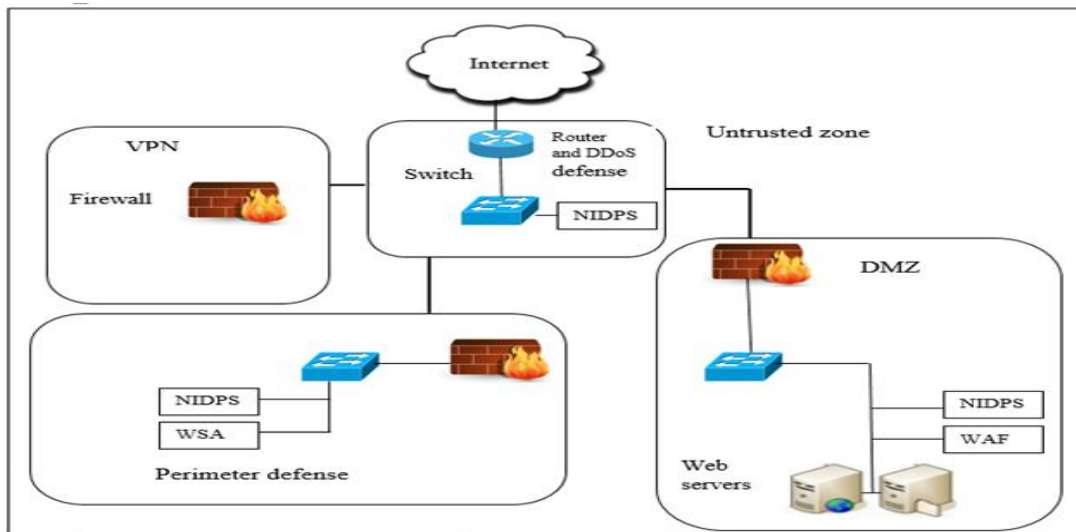 Internet
Untrusted zone
Router
and DDoS
defense
Switch
NIDPS
VPN
Firewall
DMZ
NIDPS
WAF
Web
servers
NIDPS
WSA
Perimeter defense